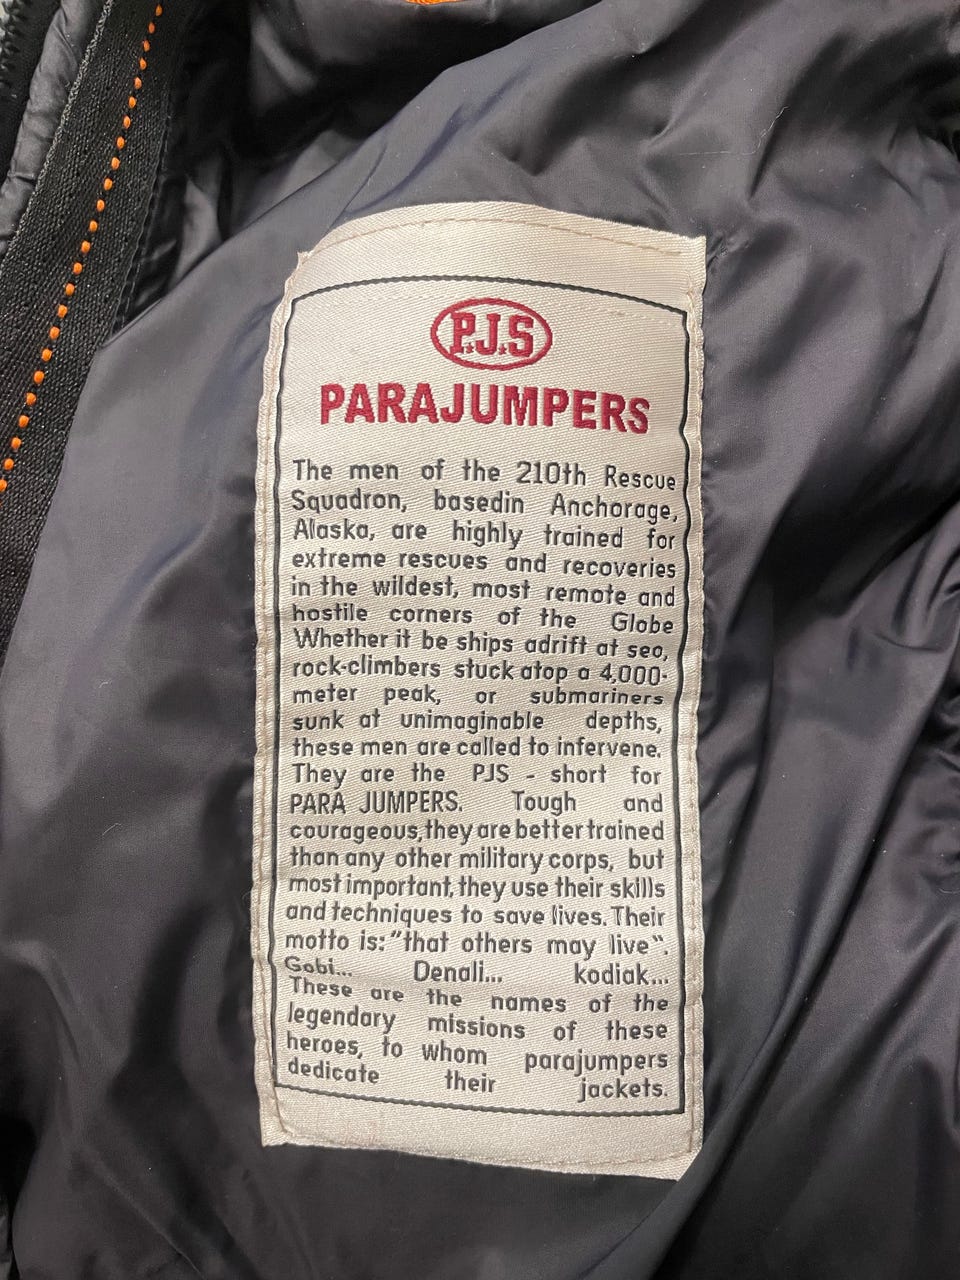 P.J.S
PARAJUMPERS
The men of the 210th Rescue
Squadron, basedin Anchorage,
Alaska, are highly trained for
extreme rescues and recoveries
in the wildest, most remote and
hostile corners of the Globe
Whether it be ships adrift at seo,
rock-climbers stuck atop a 4,000-
meter peak, or submariners
sunk at unimaginable depths,
these men are called to infervene.
They are the PJS - short for
PARA JUMPERS. Tough and
courageous, they are better trained
than any other military corps, but
most important, they use their skills
and techniques to save lives. Their
motto is: "that others may live".
Gobi... Denali... kodiak...
These are the names of the
legendary missions of these
heroes, to whom parajumpers
dedicate their jackets.